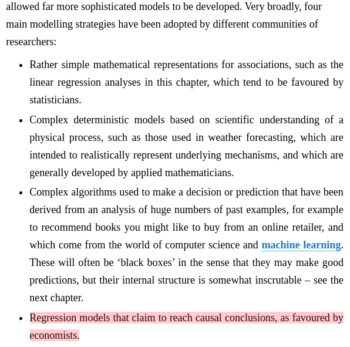 allowed far more sophisticated models to be developed. Very broadly, four
main modelling strategies have been adopted by different communities of
researchers:
• Rather simple mathematical representations for associations, such as the
linear regression analyses in this chapter, which tend to be favoured by
statisticians.
• Complex deterministic models based on scientific understanding of a
physical process, such as those used in weather forecasting, which are
intended to realistically represent underlying mechanisms, and which are
generally developed by applied mathematicians.
• Complex algorithms used to make a decision or prediction that have been
derived from an analysis of huge numbers of past examples, for example
to recommend books you might like to buy from an online retailer, and
which come from the world of computer science and machine learning.
These will often be ‘black boxes’ in the sense that they may make good
predictions, but their internal structure is somewhat inscrutable – see the
next chapter.
• Regression models that claim to reach causal conclusions, as favoured by
economists.